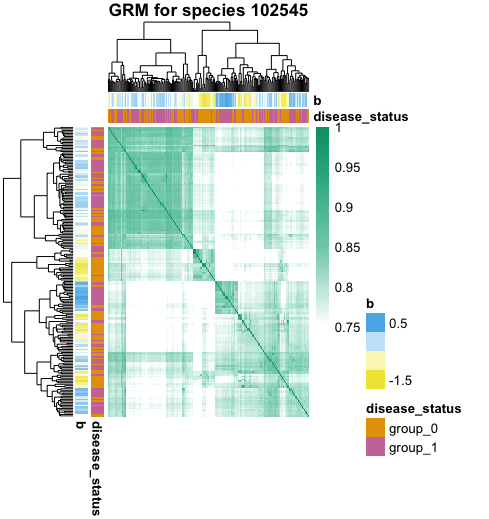 GRM for species 102545
b
disease_status
1
0.95
0.9
0.85
0.8
0.75
b
0.5
-1.5
disease_status
group_0
group_1
b
disease_status